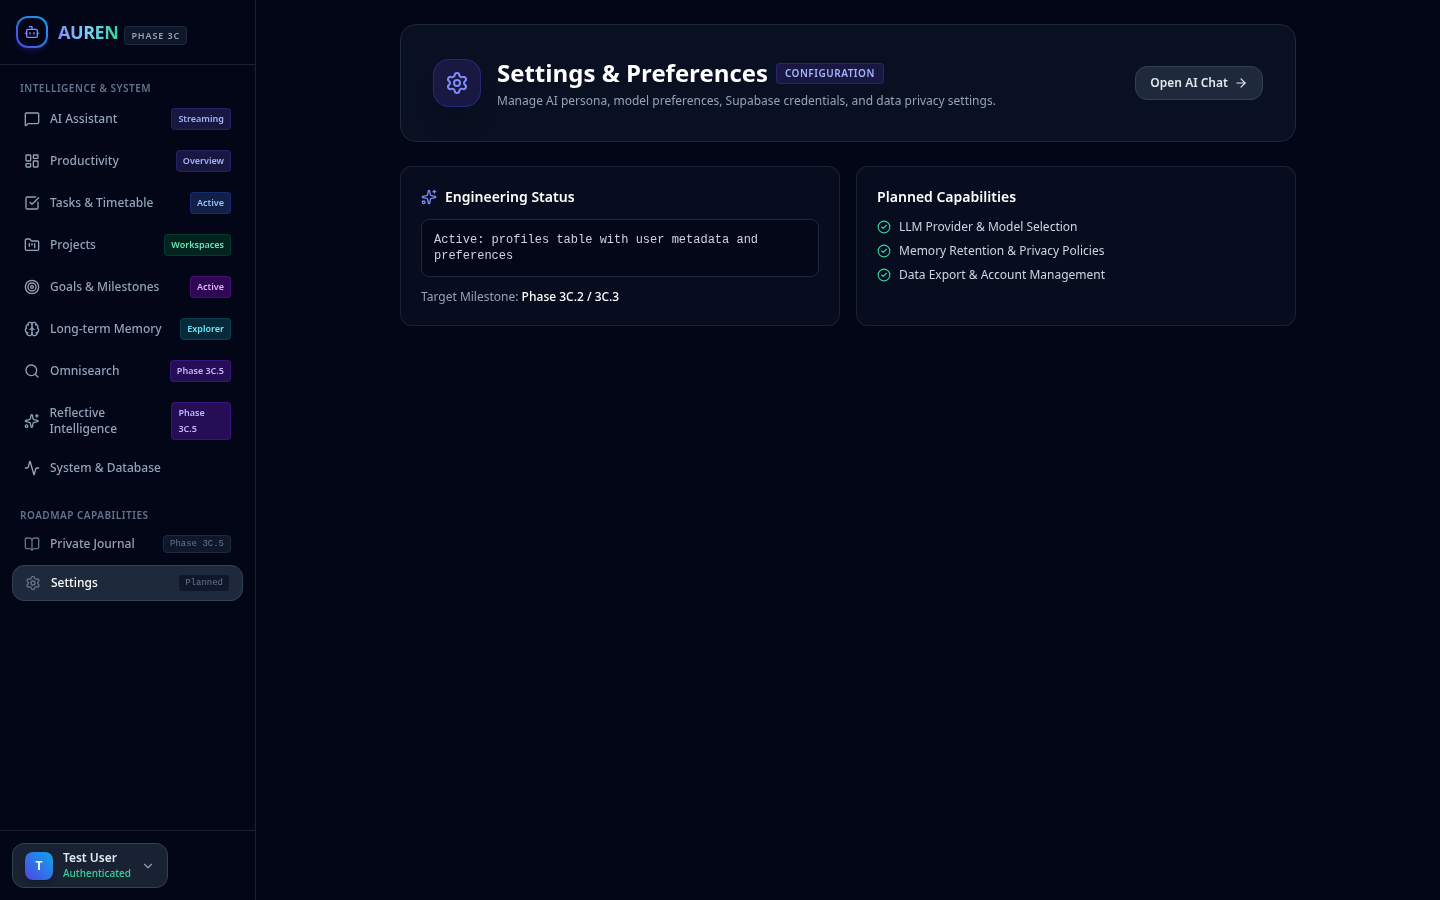 AUREN PHASE 3C
INTELLIGENCE & SYSTEM
AI Assistant Streaming
Productivity Overview
Tasks & Timetable Active
Projects Workspaces
Goals & Milestones Active
Long-term Memory Explorer
Omnisearch Phase 3C.5
Reflective
Intelligence
Phase
3C.5
System & Database
ROADMAP CAPABILITIES
Private Journal Phase 3C.5
Settings Planned
T
Test User
Authenticated
Settings & Preferences CONFIGURATION
Manage AI persona, model preferences, Supabase credentials, and data privacy settings.
Open AI Chat
Engineering Status
Active: profiles table with user metadata and
preferences
Target Milestone: Phase 3C.2 / 3C.3
Planned Capabilities
LLM Provider & Model Selection
Memory Retention & Privacy Policies
Data Export & Account Management